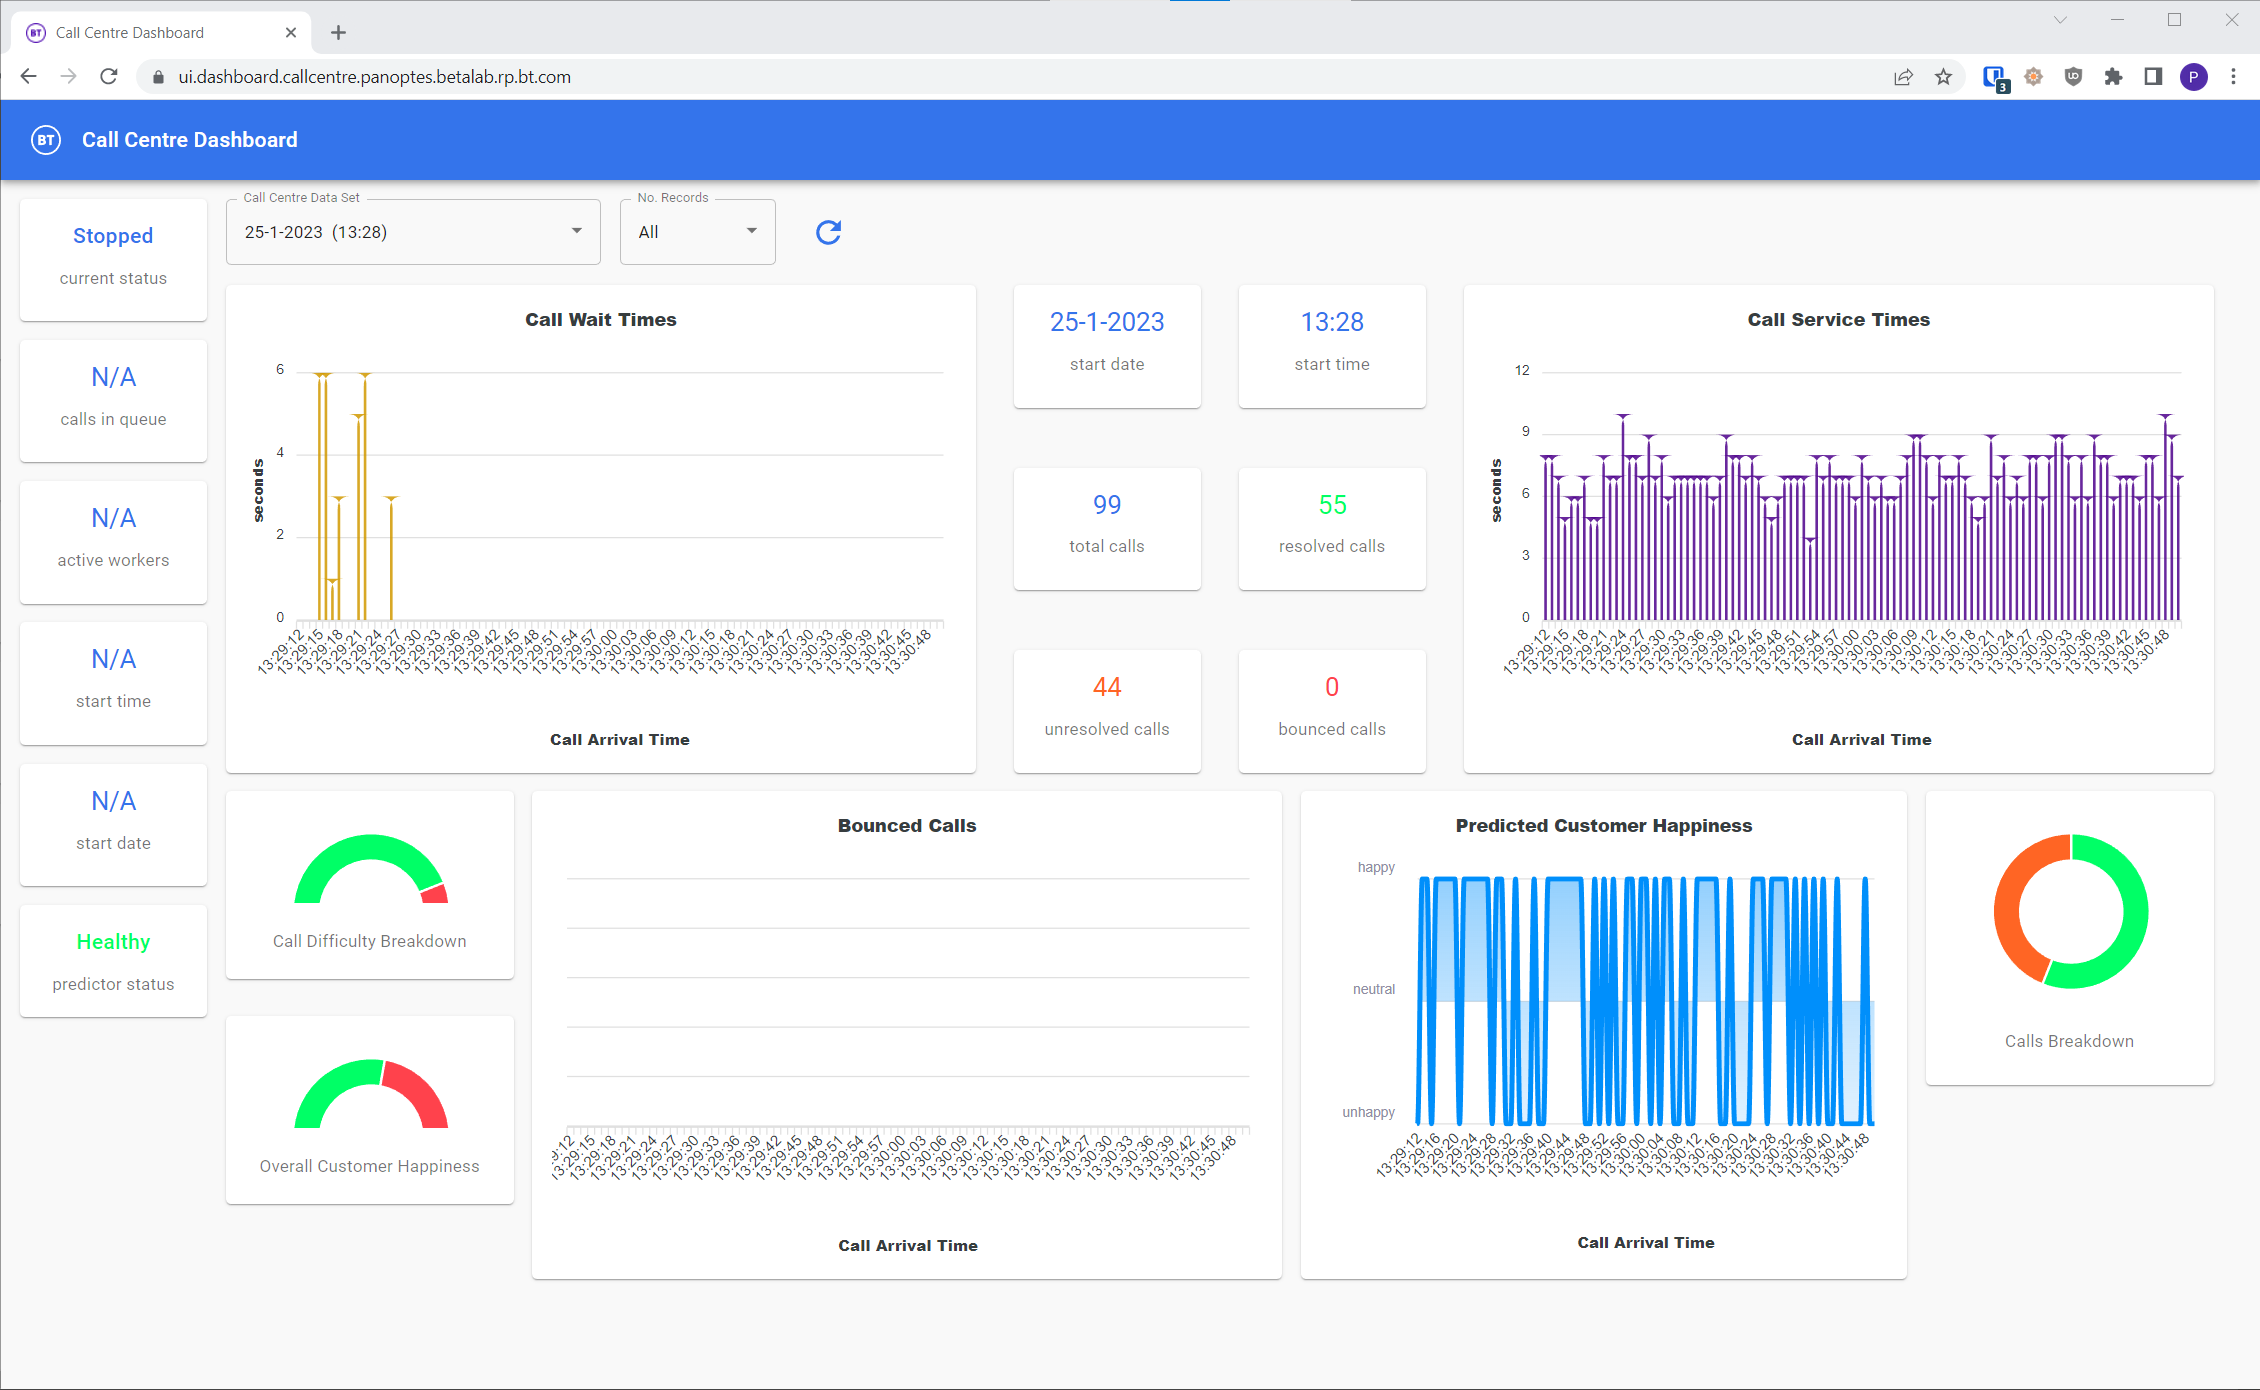 BT Call Centre Dashboard
ui.dashboard.callcentre.panoptes.betalab.rp.bt.com
3
P
BT Call Centre Dashboard
Stopped
current status
N/A
calls in queue
N/A
active workers
N/A
start time
N/A
start date
Healthy
predictor status
Call Centre Data Set
25-1-2023 (13:28)
No. Records
All
Call Wait Times
seconds
6
4
2
0
13:29:12 13:29:15 13:29:18 13:29:21 13:29:24 13:29:27 13:29:30 13:29:33 13:29:36 13:29:39 13:29:42 13:29:45 13:29:48 13:29:51 13:29:54 13:29:57 13:30:00 13:30:03 13:30:06 13:30:09 13:30:12 13:30:15 13:30:18 13:30:21 13:30:24 13:30:27 13:30:30 13:30:33 13:30:36 13:30:39 13:30:42 13:30:45 13:30:48
Call Arrival Time
25-1-2023
start date
13:28
start time
99
total calls
55
resolved calls
44
unresolved calls
0
bounced calls
Call Service Times
seconds
12
9
6
3
0
13:29:12 13:29:15 13:29:18 13:29:21 13:29:24 13:29:27 13:29:30 13:29:33 13:29:36 13:29:39 13:29:42 13:29:45 13:29:48 13:29:51 13:29:54 13:29:57 13:30:00 13:30:03 13:30:06 13:30:09 13:30:12 13:30:15 13:30:18 13:30:21 13:30:24 13:30:27 13:30:30 13:30:33 13:30:36 13:30:39 13:30:42 13:30:45 13:30:48
Call Arrival Time
Call Difficulty Breakdown
Overall Customer Happiness
Bounced Calls
9:12 13:29:15 13:29:18 13:29:21 13:29:24 13:29:27 13:29:30 13:29:33 13:29:36 13:29:39 13:29:42 13:29:45 13:29:48 13:29:51 13:29:54 13:29:57 13:30:00 13:30:03 13:30:06 13:30:09 13:30:12 13:30:15 13:30:18 13:30:21 13:30:24 13:30:27 13:30:30 13:30:33 13:30:36 13:30:39 13:30:42 13:30:45 13:30:48
Call Arrival Time
Predicted Customer Happiness
happy
neutral
unhappy
13:29:12 13:29:16 13:29:20 13:29:24 13:29:28 13:29:32 13:29:36 13:29:40 13:29:44 13:29:48 13:29:52 13:29:56 13:30:00 13:30:04 13:30:08 13:30:12 13:30:16 13:30:20 13:30:24 13:30:28 13:30:32 13:30:36 13:30:40 13:30:44 13:30:48
Call Arrival Time
Calls Breakdown